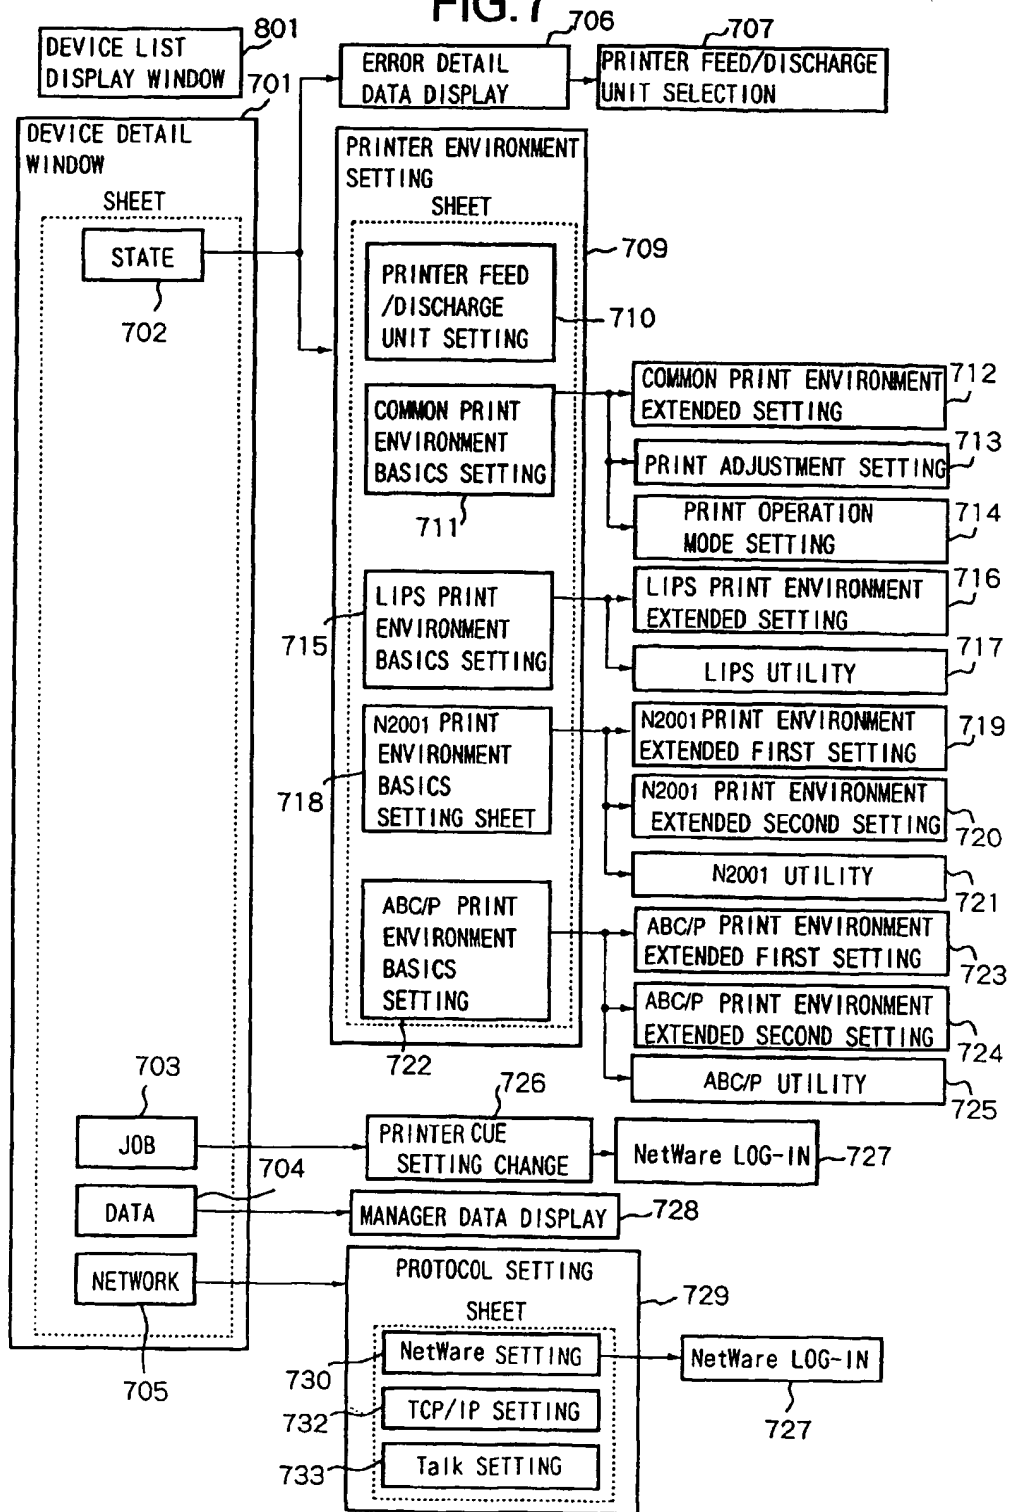 FIG.7
801
DEVICE LIST
DISPLAY WINDOW
706
ERROR DETAIL
DATA DISPLAY
707
PRINTER FEED/DISCHARGE
UNIT SELECTION
701
DEVICE DETAIL
WINDOW
SHEET
STATE
702
PRINTER ENVIRONMENT
SETTING
SHEET
709
PRINTER FEED
/DISCHARGE
UNIT SETTING
710
COMMON PRINT
ENVIRONMENT
BASICS SETTING
711
COMMON PRINT ENVIRONMENT
EXTENDED SETTING
712
PRINT ADJUSTMENT SETTING
713
PRINT OPERATION
MODE SETTING
714
LIPS PRINT
ENVIRONMENT
BASICS SETTING
715
LIPS PRINT ENVIRONMENT
EXTENDED SETTING
716
LIPS UTILITY
717
N2001 PRINT
ENVIRONMENT
BASICS
SETTING SHEET
718
N2001 PRINT ENVIRONMENT
EXTENDED FIRST SETTING
719
N2001 PRINT ENVIRONMENT
EXTENDED SECOND SETTING
720
N2001 UTILITY
721
ABC/P PRINT
ENVIRONMENT
BASICS
SETTING
722
ABC/P PRINT ENVIRONMENT
EXTENDED FIRST SETTING
723
ABC/P PRINT ENVIRONMENT
EXTENDED SECOND SETTING
724
ABC/P UTILITY
725
703
JOB
726
PRINTER CUE
SETTING CHANGE
NetWare LOG-IN
727
704
DATA
MANAGER DATA DISPLAY
728
NETWORK
705
PROTOCOL SETTING
SHEET
729
NetWare SETTING
730
NetWare LOG-IN
727
TCP/IP SETTING
732
Talk SETTING
733